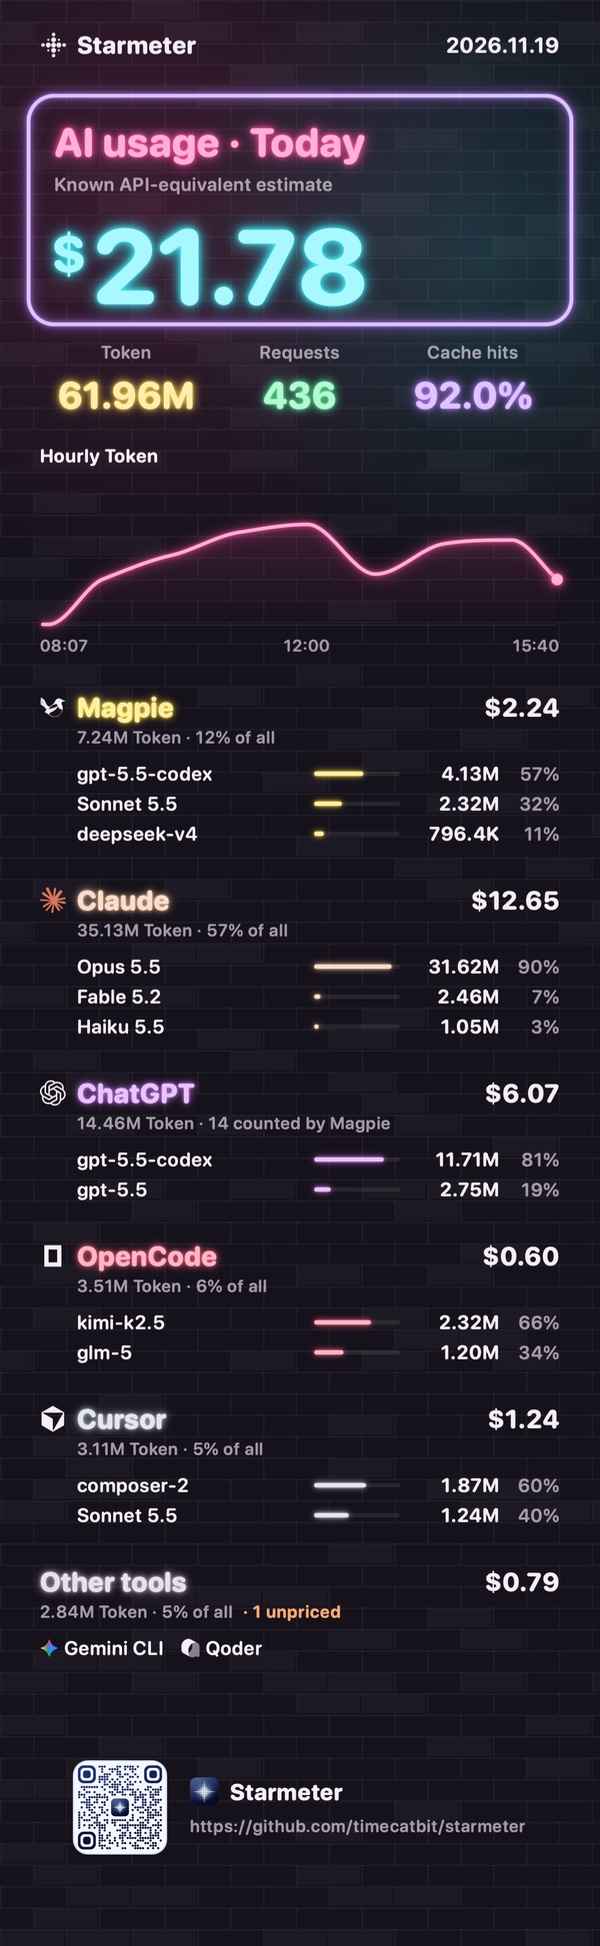 Starmeter 2026.11.19
AI usage · Today
Known API-equivalent estimate
$21.78
Token Requests Cache hits
61.96M 436 92.0%
Hourly Token
08:07 12:00 15:40
Magpie $2.24
7.24M Token · 12% of all
gpt-5.5-codex 4.13M 57%
Sonnet 5.5 2.32M 32%
deepseek-v4 796.4K 11%
Claude $12.65
35.13M Token · 57% of all
Opus 5.5 31.62M 90%
Fable 5.2 2.46M 7%
Haiku 5.5 1.05M 3%
ChatGPT $6.07
14.46M Token · 14 counted by Magpie
gpt-5.5-codex 11.71M 81%
gpt-5.5 2.75M 19%
OpenCode $0.60
3.51M Token · 6% of all
kimi-k2.5 2.32M 66%
glm-5 1.20M 34%
Cursor $1.24
3.11M Token · 5% of all
composer-2 1.87M 60%
Sonnet 5.5 1.24M 40%
Other tools $0.79
2.84M Token · 5% of all · 1 unpriced
Gemini CLI Qoder
Starmeter
https://github.com/timecatbit/starmeter